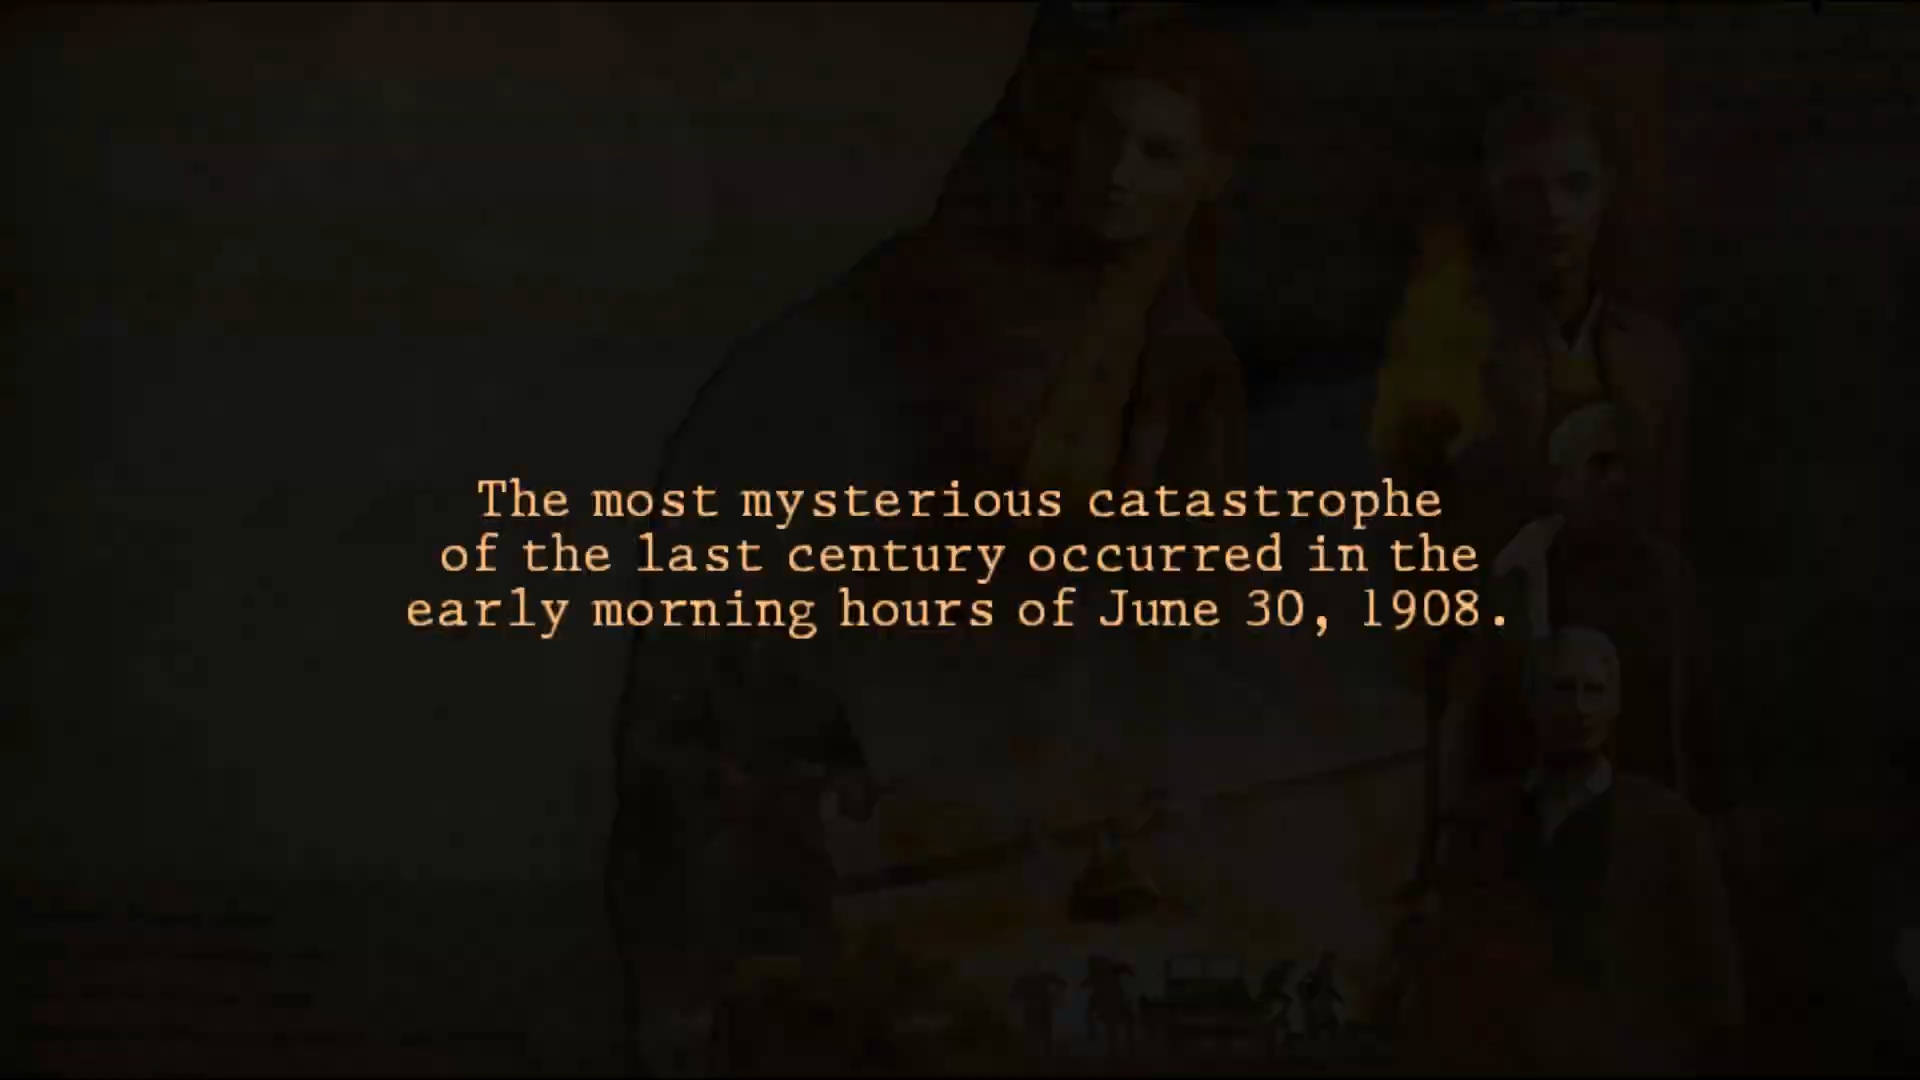 The most mysterious catastrophe
of the last century occurred in the
early morning hours of June 30, 1908.